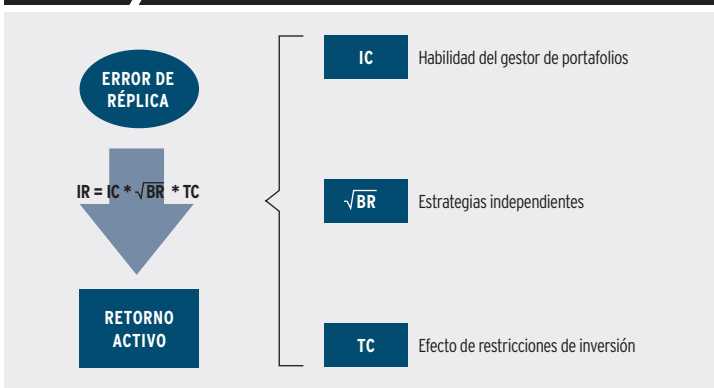 ERROR DE
RÉPLICA
IR = IC * √BR * TC
RETORNO
ACTIVO
IC
Habilidad del gestor de portafolios
√BR
Estrategias independientes
TC
Efecto de restricciones de inversión